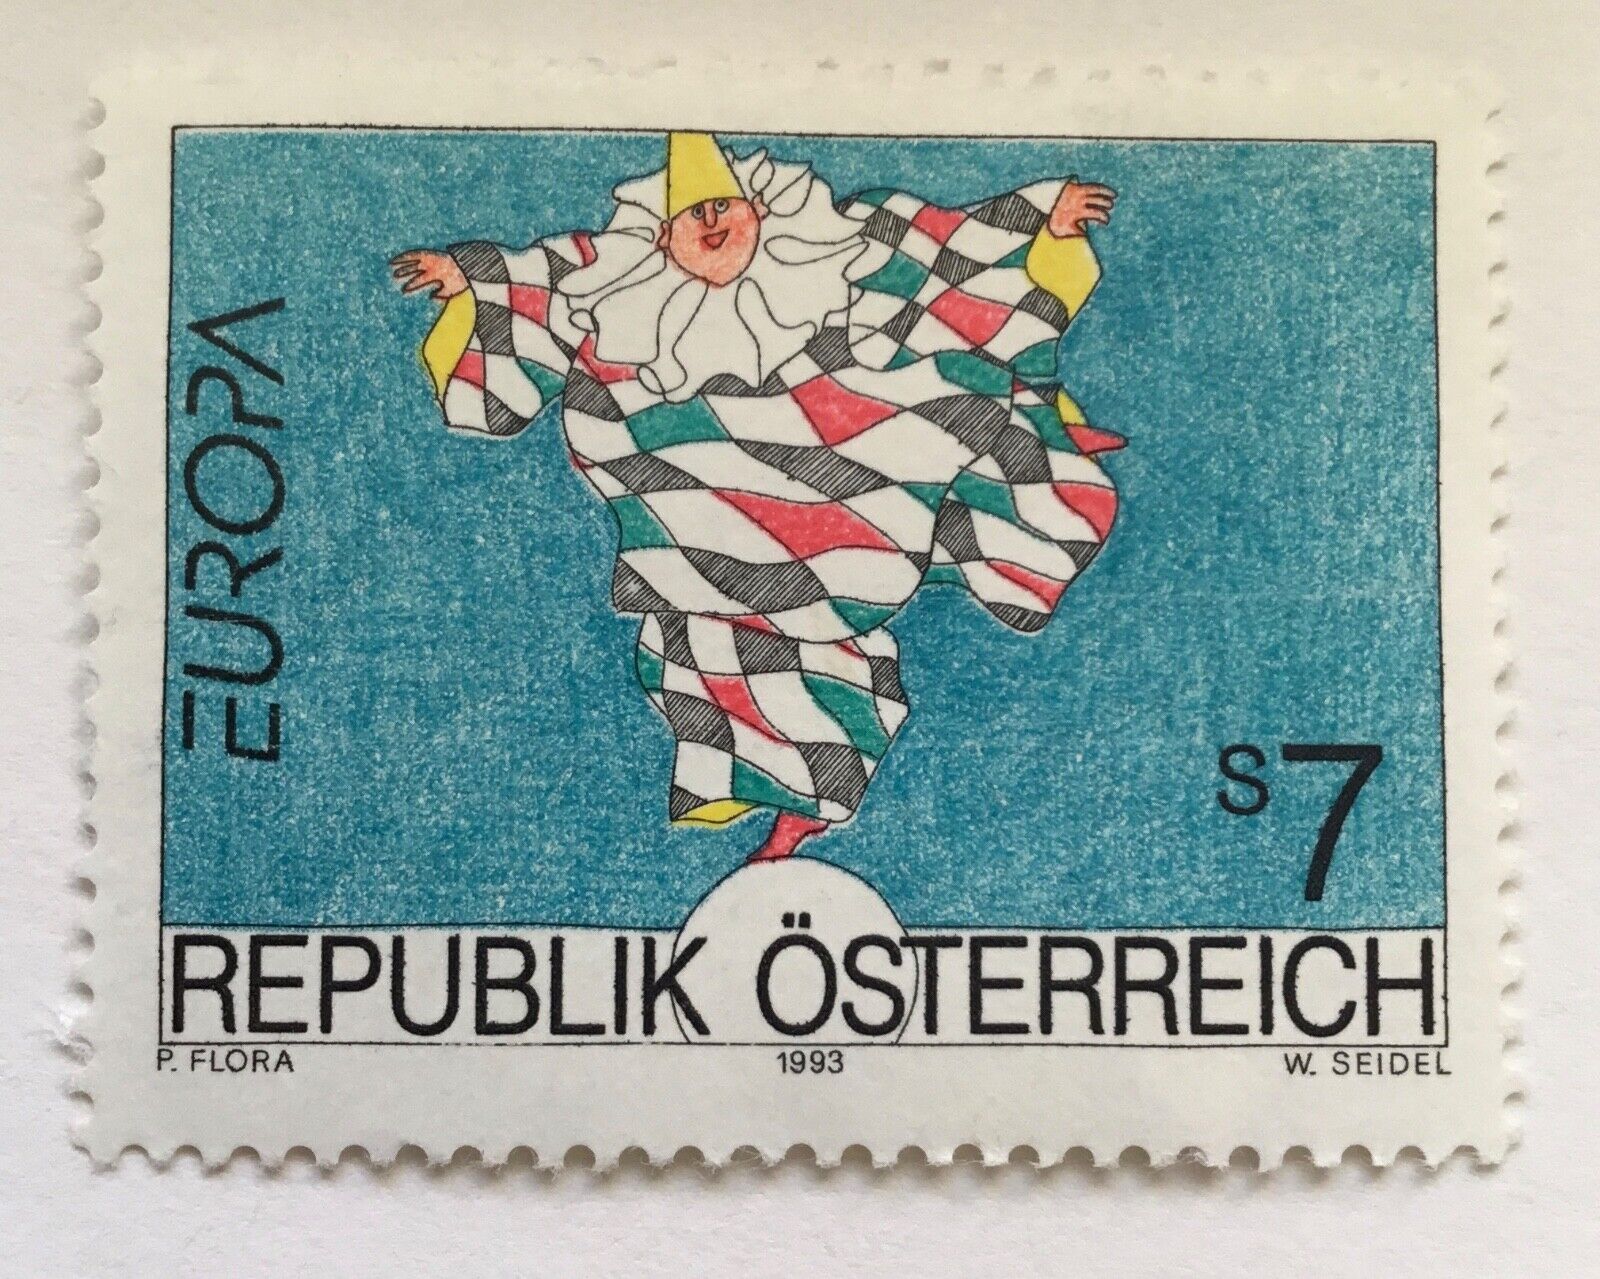 EUROPA
S7
REPUBLIK ÖSTERREICH
P. FLORA 1993 W. SEIDEL